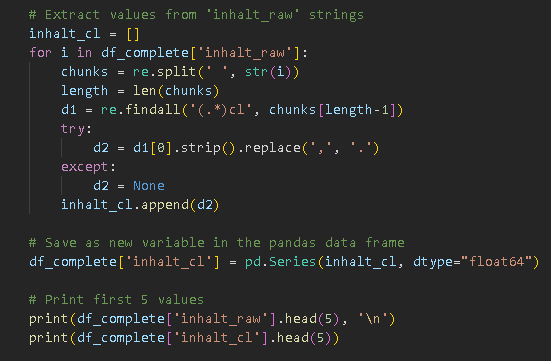 # Extract values from 'inhalt_raw' strings
inhalt_cl = []
for i in df_complete['inhalt_raw']:
    chunks = re.split(' ', str(i))
    length = len(chunks)
    d1 = re.findall('(.*)cl', chunks[length-1])
    try:
        d2 = d1[0].strip().replace(',', '.')
    except:
        d2 = None
    inhalt_cl.append(d2)

# Save as new variable in the pandas data frame
df_complete['inhalt_cl'] = pd.Series(inhalt_cl, dtype="float64")

# Print first 5 values
print(df_complete['inhalt_raw'].head(5), '\n')
print(df_complete['inhalt_cl'].head(5))